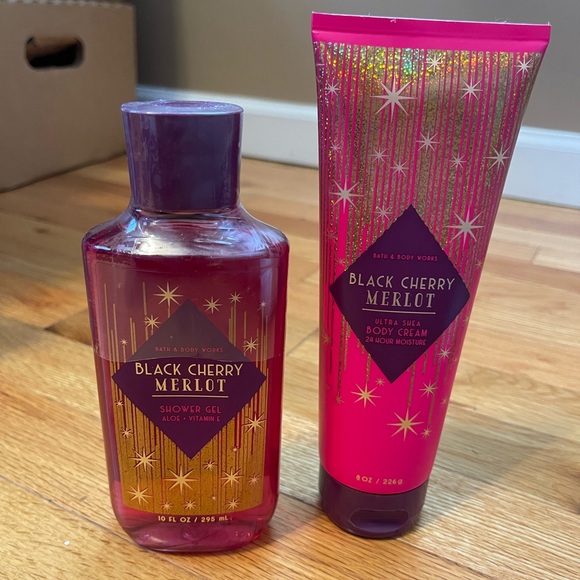 BATH & BODY WORKS
BLACK CHERRY
MERLOT
SHOWER GEL
ALOE + VITAMIN E
10 FL OZ / 295 mL
BATH & BODY WORKS
BLACK CHERRY
MERLOT
ULTRA SHEA
BODY CREAM
24 HOUR MOISTURE
8 OZ / 226 g